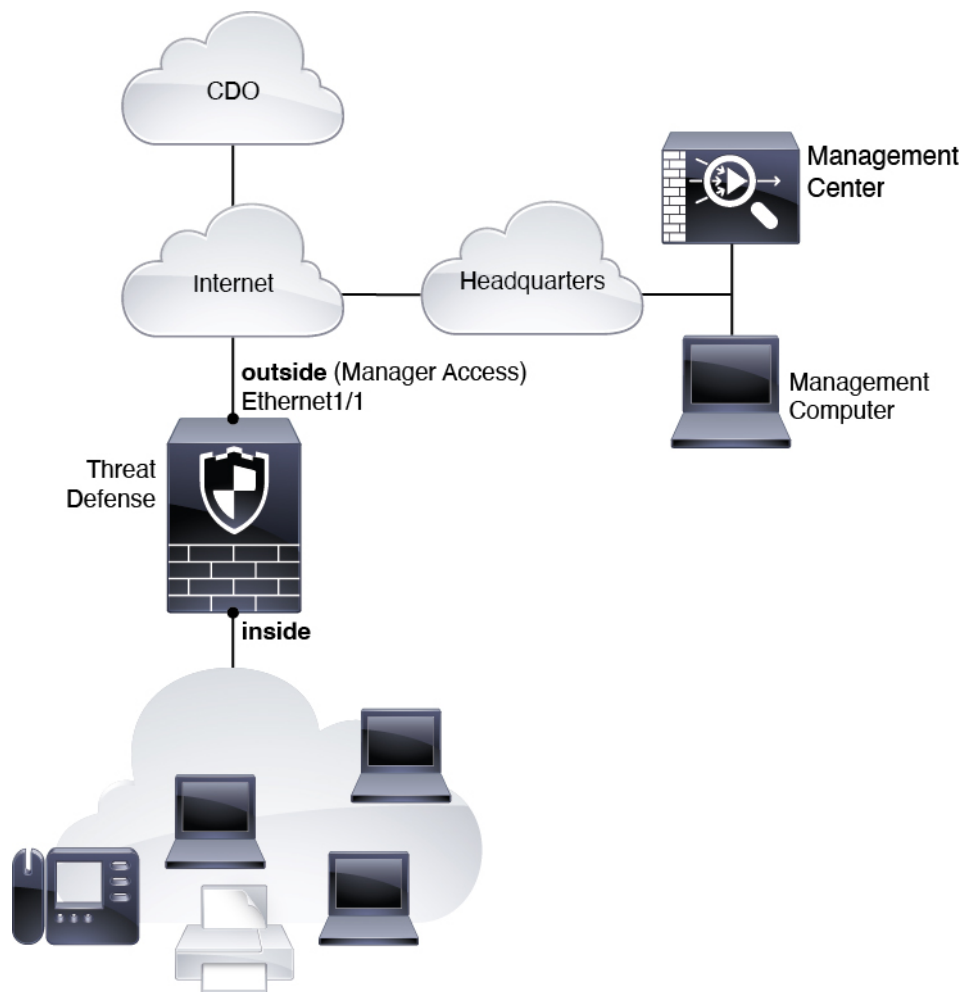 CDO
Management
Center
Internet
Headquarters
outside (Manager Access)
Ethernet1/1
Management
Computer
Threat
Defense
inside